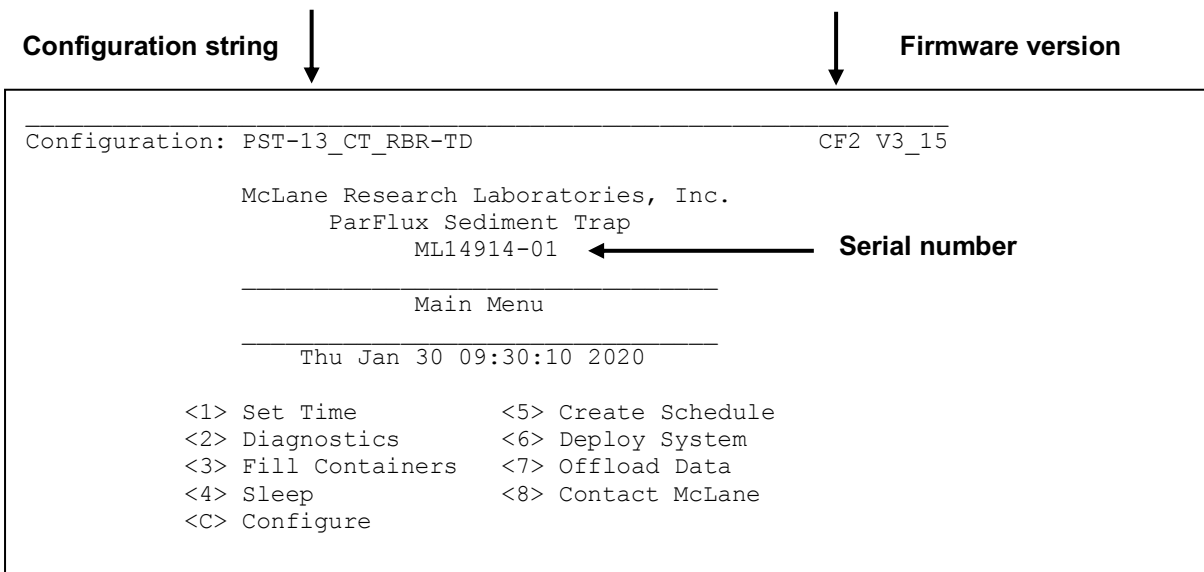 Configuration string
Firmware version
Configuration: PST-13_CT_RBR-TD CF2 V3_15
McLane Research Laboratories, Inc.
ParFlux Sediment Trap
ML14914-01
Serial number
Main Menu
Thu Jan 30 09:30:10 2020
<1> Set Time <5> Create Schedule
<2> Diagnostics <6> Deploy System
<3> Fill Containers <7> Offload Data
<4> Sleep <8> Contact McLane
<C> Configure